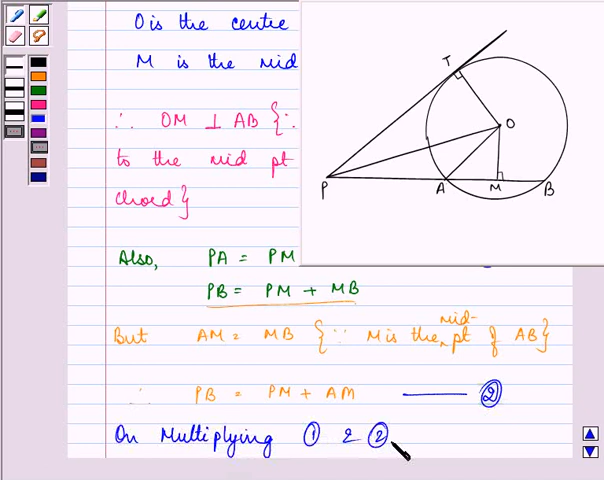 O is the centre
M is the mid
∴ OM ⊥ AB {∵
to the mid pt
chord}
Also, PA = PM
PB = PM + MB
But AM = MB {∵ M is the mid-pt of AB}
∴ PB = PM + AM —— ②
On Multiplying ① & ②
T
O
P
A
M
B